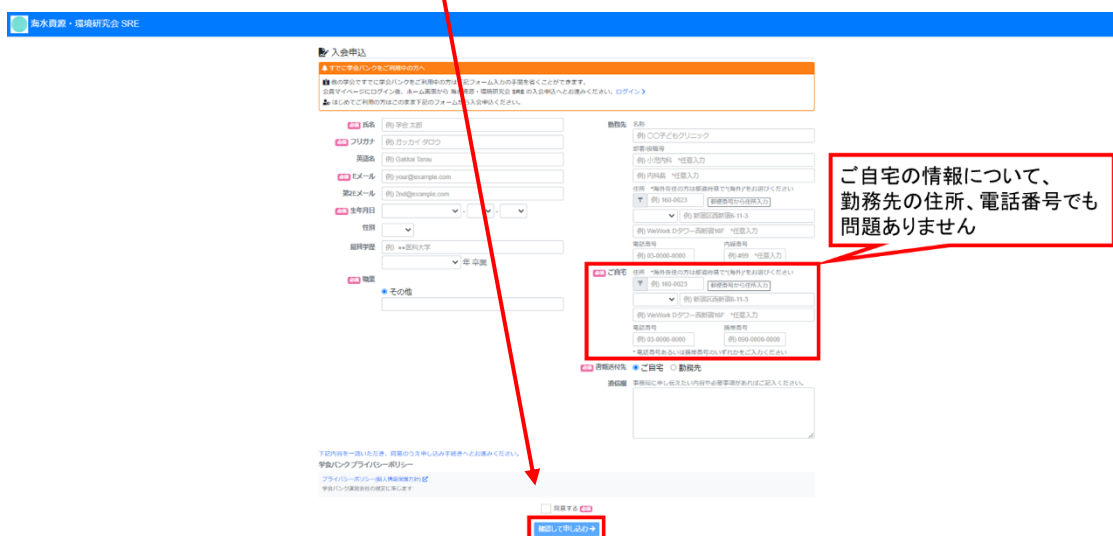 海水資源・環境研究会 SRE
入会申込
すでに学会バンクをご利用中の方へ
他の学会ですでに学会バンクをご利用中の方は下記フォーム入力の手間を省くことができます。
会員マイページにログイン後、ホーム画面から 海水資源・環境研究会 SRE の入会申込へとお進みください。ログイン
はじめてご利用の方はこのまま下記のフォームから入会申込ください。
必須 氏名 例) 学会 太郎
必須 フリガナ 例) ガッカイ タロウ
英語名 例) Gakkai Tarou
必須 Eメール 例) your@example.com
第2Eメール 例) 2nd@example.com
必須 生年月日 - -
性別
最終学歴 例) **医科大学
年 卒業
必須 職業
その他
勤務先 名称
例) 〇〇子どもクリニック
部署/役職等
例) 小児内科 *任意入力
例) 内科長 *任意入力
住所 *海外在住の方は都道府県で「海外」をお選びください
〒 例) 160-0023 郵便番号から住所入力
例) 新宿区西新宿8-11-3
例) WeWork Dタワー西新宿16F *任意入力
電話番号 内線番号
例) 03-0000-0000 例) 499 *任意入力
必須 ご自宅 住所 *海外在住の方は都道府県で「海外」をお選びください
〒 例) 160-0023 郵便番号から住所入力
例) 新宿区西新宿8-11-3
例) WeWork Dタワー西新宿16F *任意入力
電話番号 携帯番号
例) 03-0000-0000 例) 090-0000-0000
* 電話番号あるいは携帯番号のいずれかをご入力ください
必須 書類送付先 ご自宅 勤務先
通信欄 事務局に申し伝えたい内容や必要事項があればご記入ください。
ご自宅の情報について、
勤務先の住所、電話番号でも
問題ありません
下記内容を一読いただき、同意のうえ申し込み手続きへとお進みください。
学会バンク プライバシーポリシー
プライバシーポリシー(個人情報保護方針)
学会バンク運営会社の規定に準じます
同意する 必須
確認して申し込む→